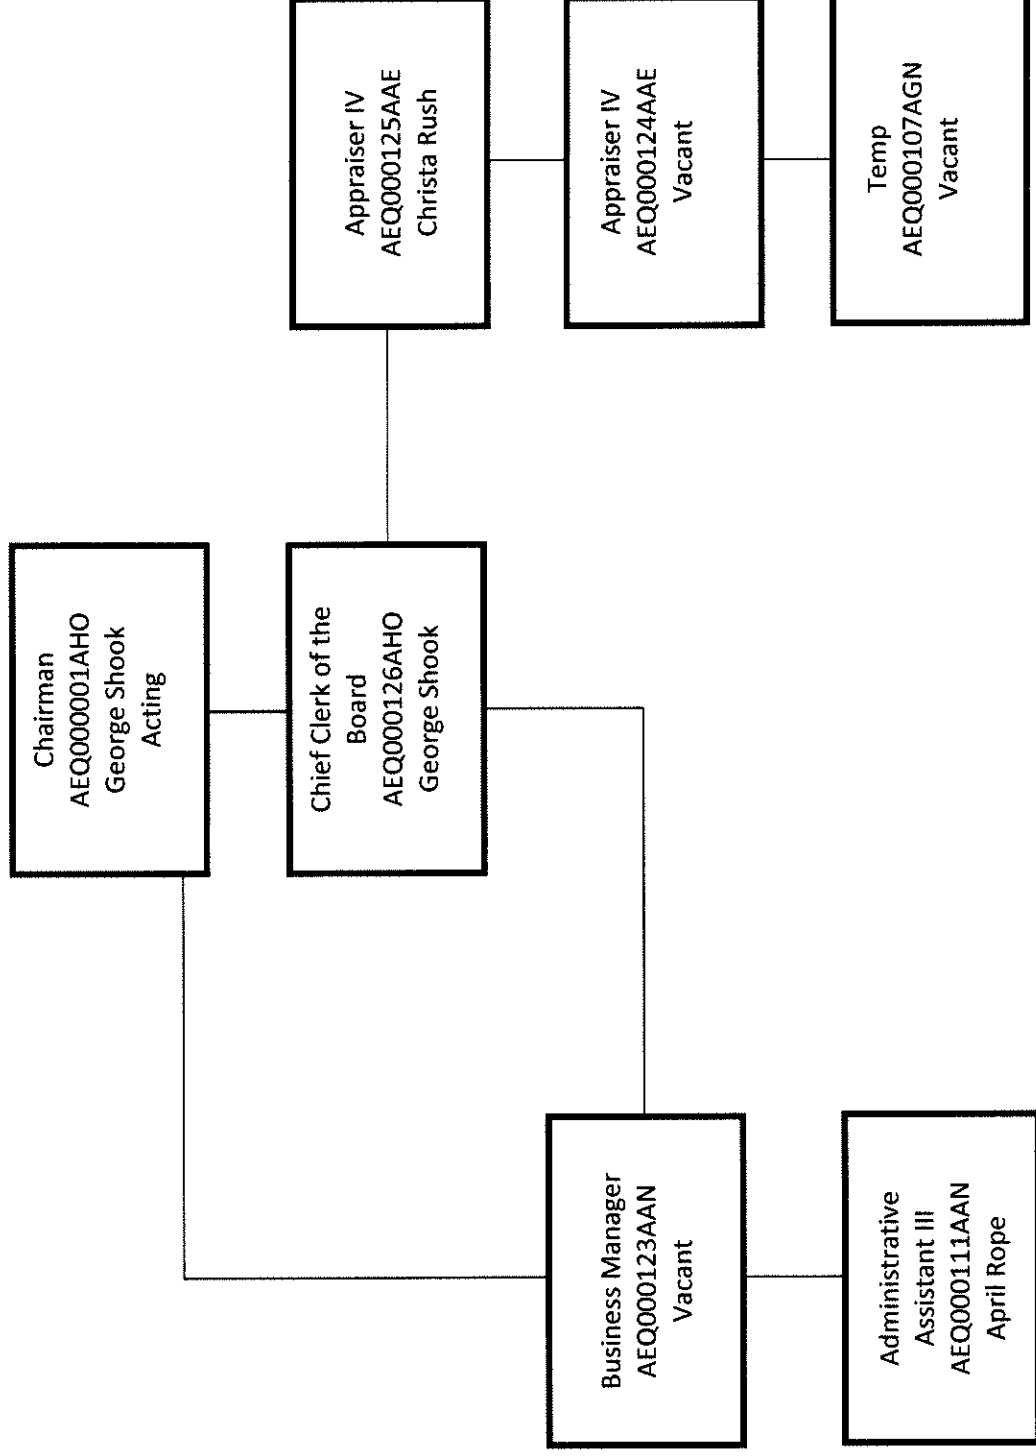 Chairman
AEQ000001AHO
George Shook
Acting
Chief Clerk of the
Board
AEQ000126AHO
George Shook
Appraiser IV
AEQ000125AAE
Christa Rush
Business Manager
AEQ000123AAN
Vacant
Appraiser IV
AEQ000124AAE
Vacant
Administrative
Assistant III
AEQ000111AAN
April Rope
Temp
AEQ000107AGN
Vacant